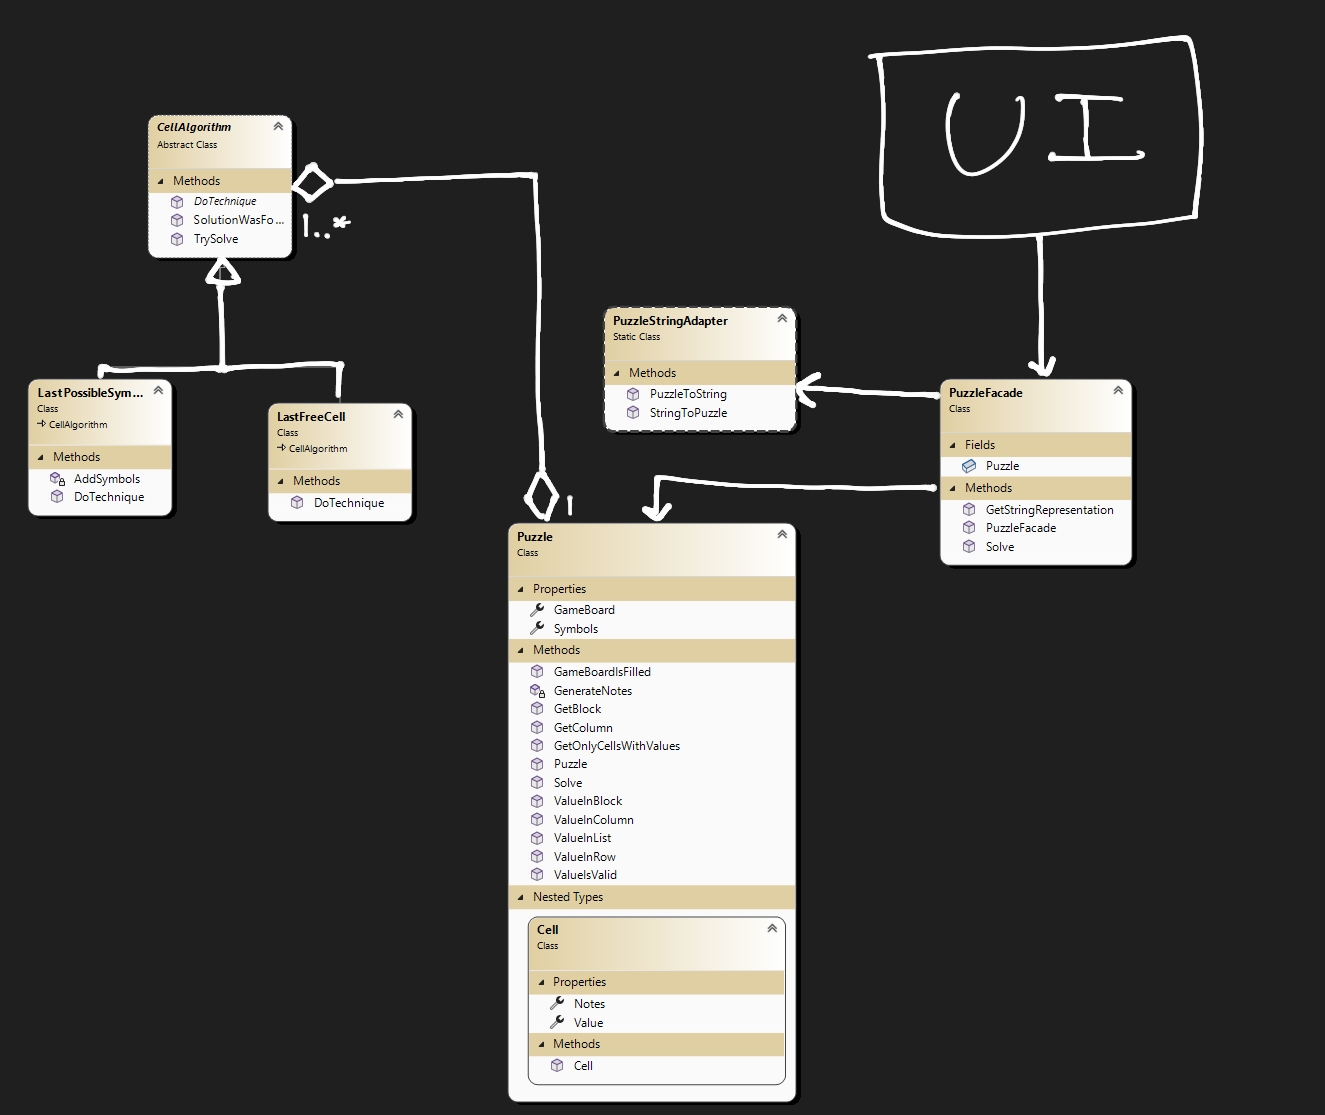 UI
CellAlgorithm
Abstract Class
Methods
DoTechnique
SolutionWasFo...
TrySolve
1..*
PuzzleStringAdapter
Static Class
Methods
PuzzleToString
StringToPuzzle
LastPossibleSym...
Class
CellAlgorithm
Methods
AddSymbols
DoTechnique
LastFreeCell
Class
CellAlgorithm
Methods
DoTechnique
PuzzleFacade
Class
Fields
Puzzle
Methods
GetStringRepresentation
PuzzleFacade
Solve
1
Puzzle
Class
Properties
GameBoard
Symbols
Methods
GameBoardIsFilled
GenerateNotes
GetBlock
GetColumn
GetOnlyCellsWithValues
Puzzle
Solve
ValueInBlock
ValueInColumn
ValueInList
ValueInRow
ValueIsValid
Nested Types
Cell
Class
Properties
Notes
Value
Methods
Cell